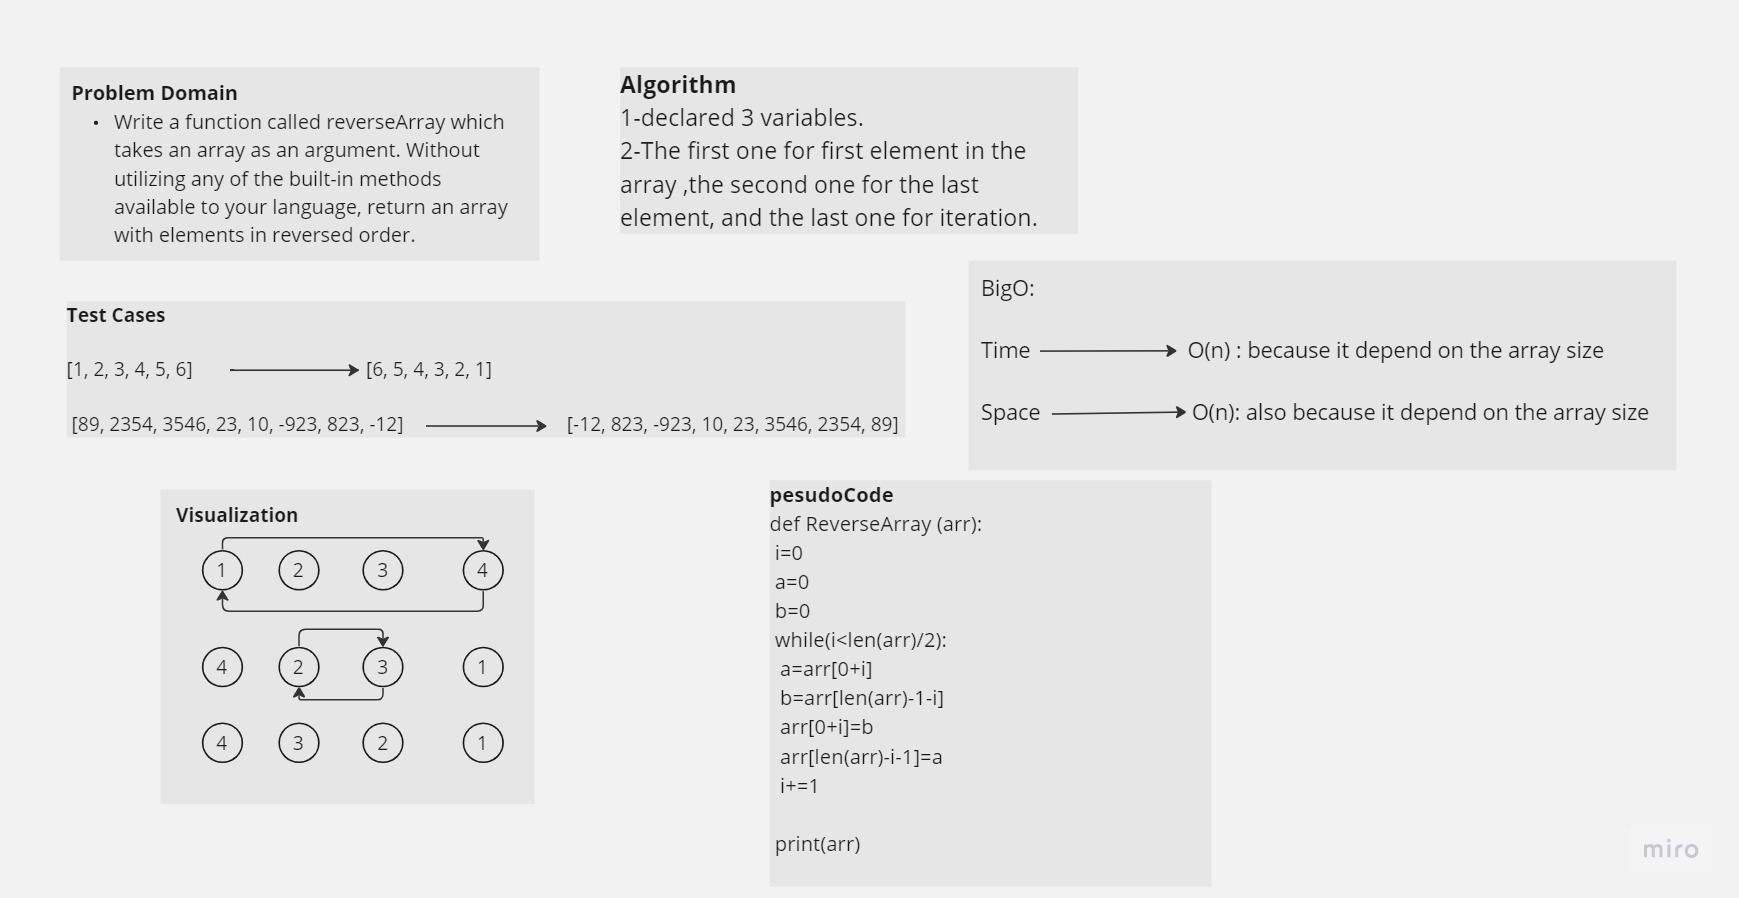 Problem Domain
• Write a function called reverseArray which
takes an array as an argument. Without
utilizing any of the built-in methods
available to your language, return an array
with elements in reversed order.
Algorithm
1-declared 3 variables.
2-The first one for first element in the
array ,the second one for the last
element, and the last one for iteration.
Test Cases
[1, 2, 3, 4, 5, 6] [6, 5, 4, 3, 2, 1]
[89, 2354, 3546, 23, 10, -923, 823, -12] [-12, 823, -923, 10, 23, 3546, 2354, 89]
BigO:
Time O(n) : because it depend on the array size
Space O(n): also because it depend on the array size
Visualization
1 2 3 4
4 2 3 1
4 3 2 1
pesudoCode
def ReverseArray (arr):
i=0
a=0
b=0
while(i<len(arr)/2):
a=arr[0+i]
b=arr[len(arr)-1-i]
arr[0+i]=b
arr[len(arr)-i-1]=a
i+=1
print(arr)
miro